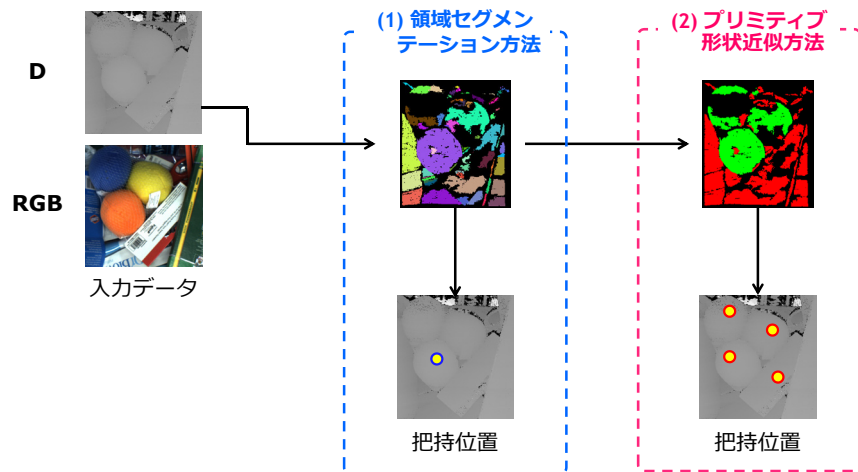 (1) 領域セグメン
テーション方法
(2) プリミティブ
形状近似方法
D
RGB
入力データ
把持位置
把持位置